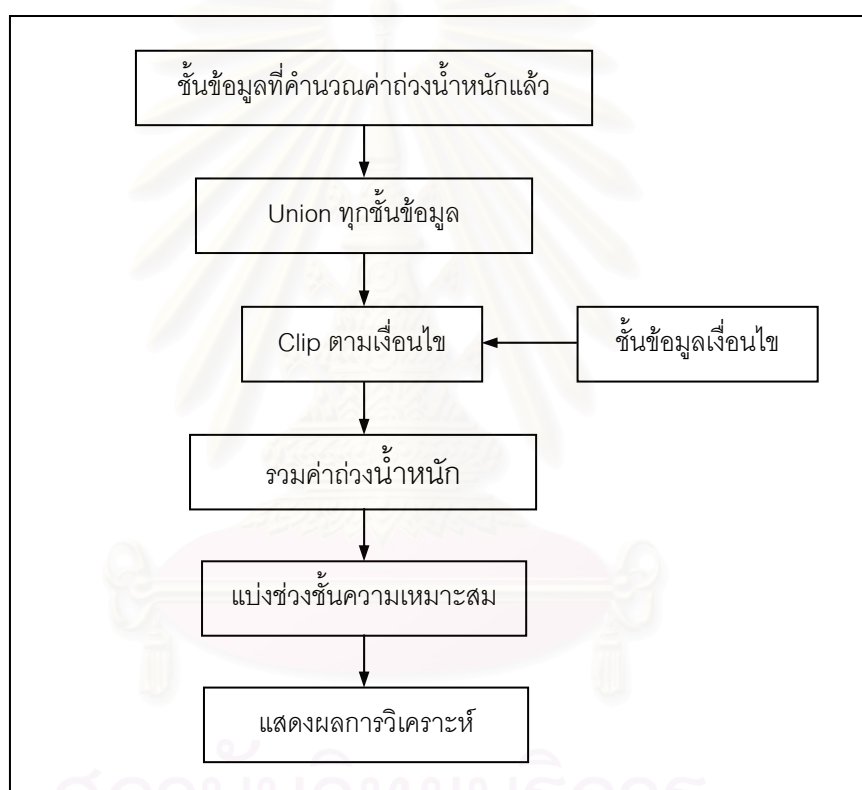 ชั้นข้อมูลที่คำนวณค่าถ่วงน้ำหนักแล้ว
Union ทุกชั้นข้อมูล
Clip ตามเงื่อนไข
ชั้นข้อมูลเงื่อนไข
รวมค่าถ่วงน้ำหนัก
แบ่งช่วงชั้นความเหมาะสม
แสดงผลการวิเคราะห์